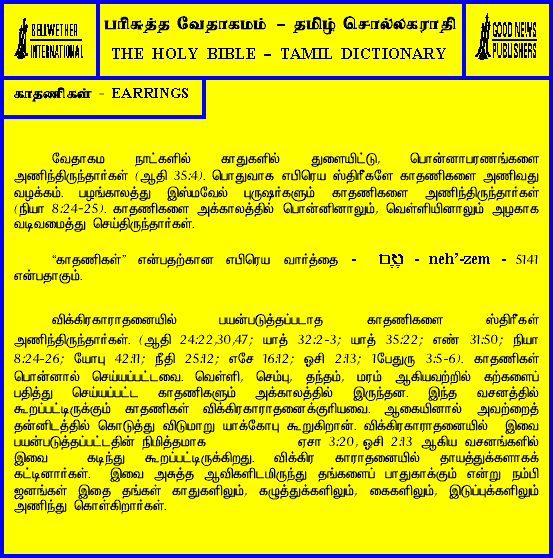 BELLWETHER
INTERNATIONAL
பரிசுத்த வேதாகமம் – தமிழ் சொல்லகராதி
THE HOLY BIBLE – TAMIL DICTIONARY
GOOD NEWS
PUBLISHERS
காதணிகள் - EARRINGS
வேதாகம நாட்களில் காதுகளில் துளையிட்டு, பொன்னாபரணங்களை
அணிந்திருந்தார்கள் (ஆதி 35:4). பொதுவாக எபிரெய ஸ்திரீகளே காதணிகளை அணிவது
வழக்கம். பழங்காலத்து இஸ்மவேல் புருஷர்களும் காதணிகளை அணிந்திருந்தார்கள்
(நியா 8:24-25). காதணிகளை அக்காலத்தில் பொன்னினாலும், வெள்ளியினாலும் அழகாக
வடிவமைத்து செய்திருந்தார்கள்.
“காதணிகள்” என்பதற்கான எபிரெய வார்த்தை - נֶזֶם - neh’-zem - 5141
என்பதாகும்.
விக்கிரகாராதனையில் பயன்படுத்தப்படாத காதணிகளை ஸ்திரீகள்
அணிந்திருந்தார்கள். (ஆதி 24:22,30,47; யாத் 32:2-3; யாத் 35:22; எண் 31:50; நியா
8:24-26; யோபு 42:11; நீதி 25:12; எசே 16:12; ஓசி 2:13; 1பேதுரு 3:5-6). காதணிகள்
பொன்னால் செய்யப்பட்டவை. வெள்ளி, செம்பு, தந்தம், மரம் ஆகியவற்றில் கற்களைப்
பதித்து செய்யப்பட்ட காதணிகளும் அக்காலத்தில் இருந்தன. இந்த வசனத்தில்
கூறப்பட்டிருக்கும் காதணிகள் விக்கிரகாராதனைக்குரியவை. ஆகையினால் அவற்றைத்
தன்னிடத்தில் கொடுத்து விடுமாறு யாக்கோபு கூறுகிறான். விக்கிரகாராதனையில் இவை
பயன்படுத்தப்பட்டதின் நிமித்தமாக ஏசா 3:20, ஓசி 2:13 ஆகிய வசனங்களில்
இவை கடிந்து கூறப்பட்டிருக்கிறது. விக்கிர காராதனையில் தாயத்துக்களாகக்
கட்டினார்கள். இவை அசுத்த ஆவிகளிடமிருந்து தங்களைப் பாதுகாக்கும் என்று நம்பி
ஜனங்கள் இதை தங்கள் காதுகளிலும், கழுத்துக்களிலும், கைகளிலும், இடுப்புக்களிலும்
அணிந்து கொள்கிறார்கள்.